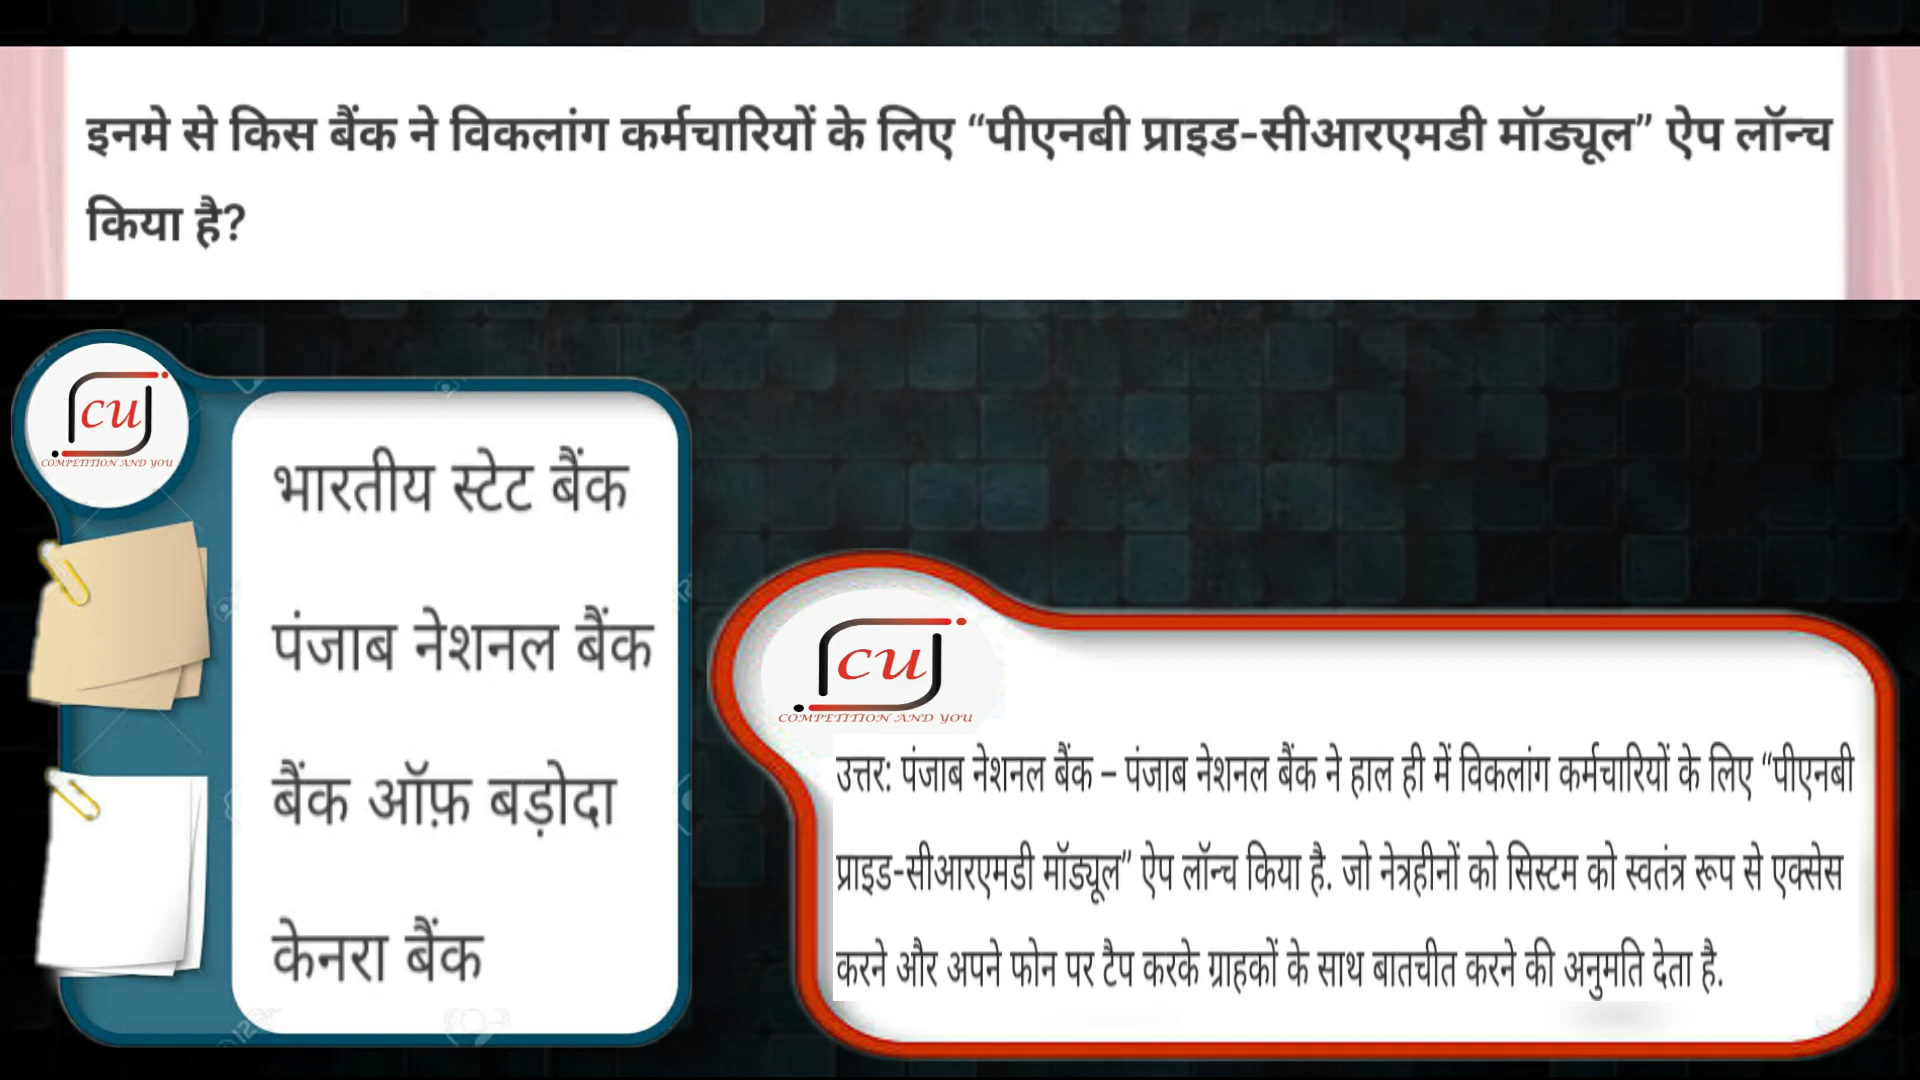 इनमे से किस बैंक ने विकलांग कर्मचारियों के लिए “पीएनबी प्राइड-सीआरएमडी मॉड्यूल” ऐप लॉन्च
किया है?
CU
COMPETITION AND YOU
भारतीय स्टेट बैंक
पंजाब नेशनल बैंक
बैंक ऑफ़ बड़ोदा
केनरा बैंक
CU
COMPETITION AND YOU
उत्तर: पंजाब नेशनल बैंक – पंजाब नेशनल बैंक ने हाल ही में विकलांग कर्मचारियों के लिए “पीएनबी
प्राइड-सीआरएमडी मॉड्यूल” ऐप लॉन्च किया है. जो नेत्रहीनों को सिस्टम को स्वतंत्र रूप से एक्सेस
करने और अपने फोन पर टैप करके ग्राहकों के साथ बातचीत करने की अनुमति देता है.